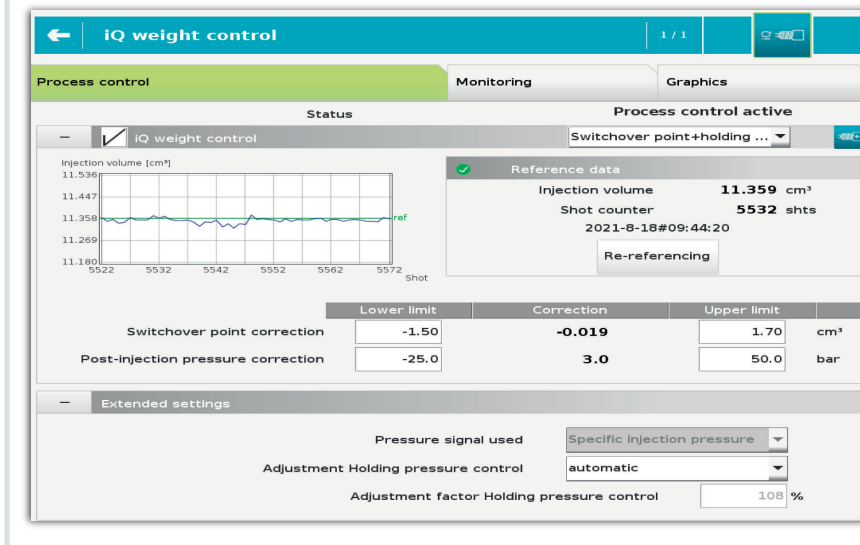 iQ weight control 1 / 1
Process control Monitoring Graphics
Status Process control active
iQ weight control Switchover point+holding ...
Injection volume [cm³]
11.536
11.447
11.358
11.269
11.180
ref
5522 5532 5542 5552 5562 5572
Shot
Reference data
Injection volume 11.359 cm³
Shot counter 5532 shts
2021-8-18#09:44:20
Re-referencing
Lower limit Correction Upper limit
Switchover point correction -1.50 -0.019 1.70 cm³
Post-injection pressure correction -25.0 3.0 50.0 bar
Extended settings
Pressure signal used Specific injection pressure
Adjustment Holding pressure control automatic
Adjustment factor Holding pressure control 108 %